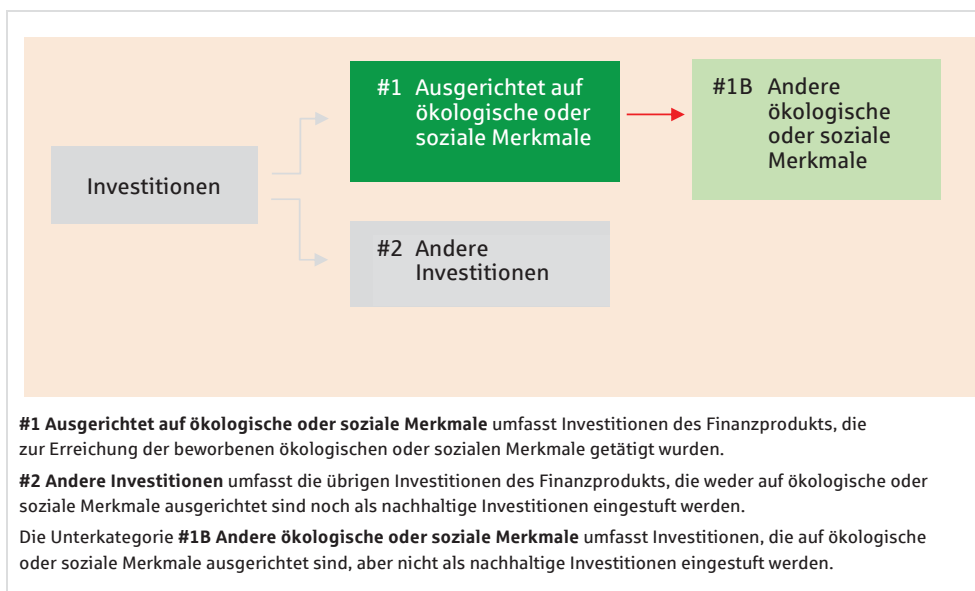 Investitionen
#1 Ausgerichtet auf
ökologische oder
soziale Merkmale
#1B Andere
ökologische
oder soziale
Merkmale
#2 Andere
Investitionen
#1 Ausgerichtet auf ökologische oder soziale Merkmale umfasst Investitionen des Finanzprodukts, die
zur Erreichung der beworbenen ökologischen oder sozialen Merkmale getätigt wurden.
#2 Andere Investitionen umfasst die übrigen Investitionen des Finanzprodukts, die weder auf ökologische oder
soziale Merkmale ausgerichtet sind noch als nachhaltige Investitionen eingestuft werden.
Die Unterkategorie #1B Andere ökologische oder soziale Merkmale umfasst Investitionen, die auf ökologische
oder soziale Merkmale ausgerichtet sind, aber nicht als nachhaltige Investitionen eingestuft werden.